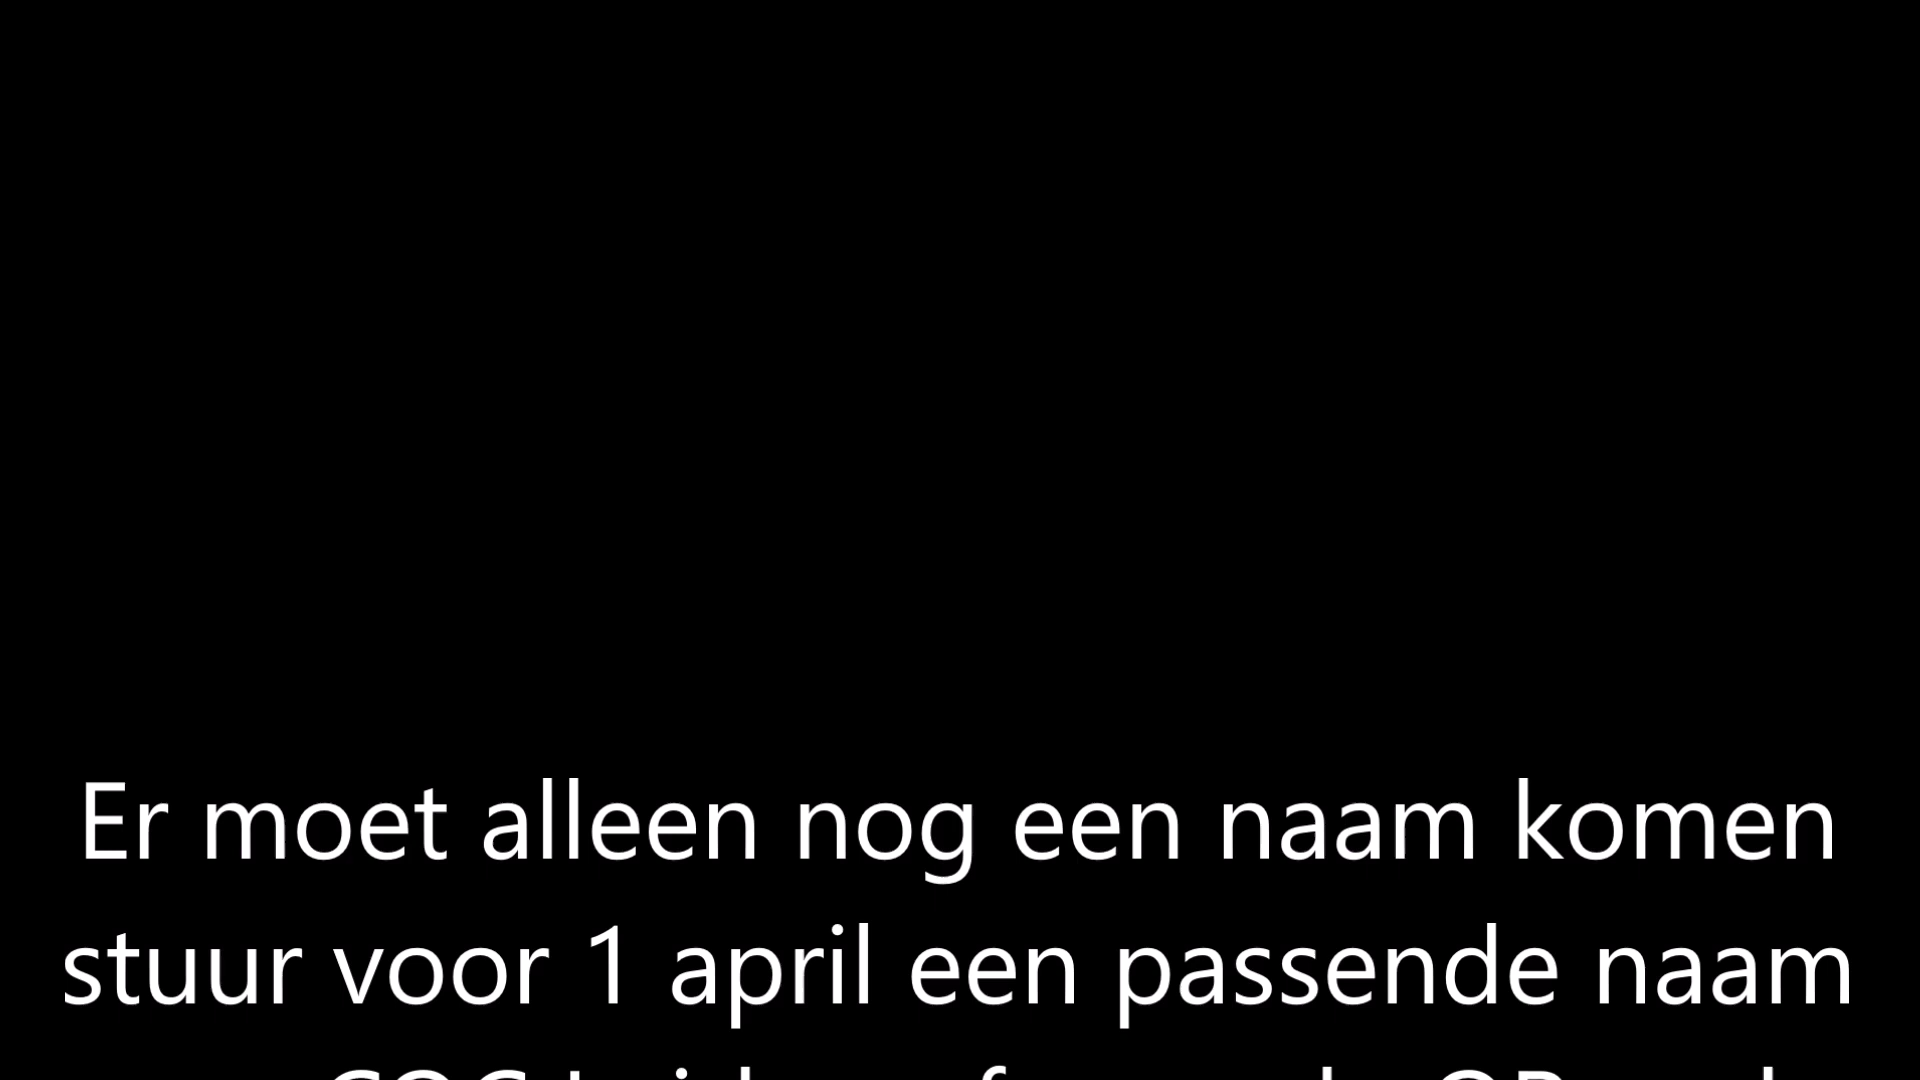 Er moet alleen nog een naam komen
stuur voor 1 april een passende naam